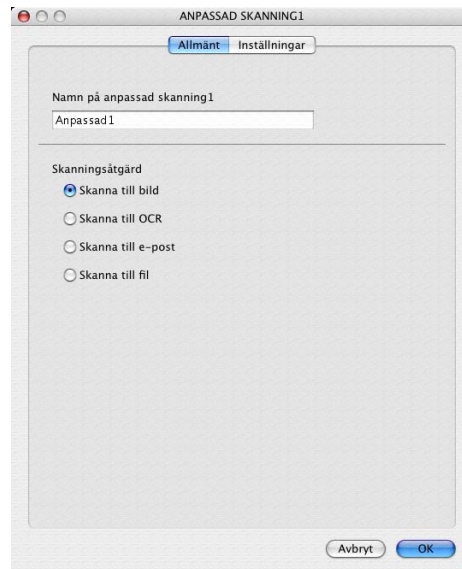 ANPASSAD SKANNING1
Allmänt Inställningar
Namn på anpassad skanning1
Anpassad1
Skanningsåtgärd
Skanna till bild
Skanna till OCR
Skanna till e-post
Skanna till fil
Avbryt OK